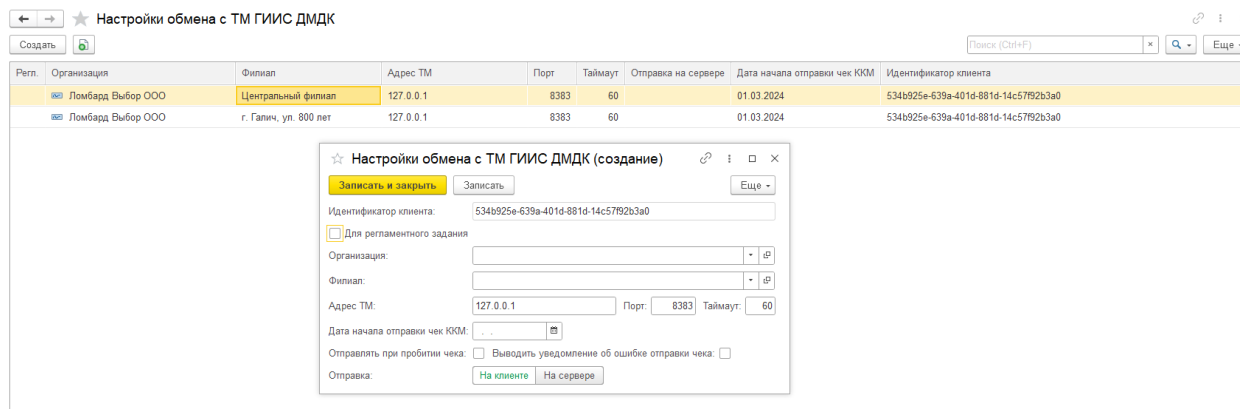 Настройки обмена с ТМ ГИИС ДМДК
Создать
Поиск (Ctrl+F)
×
Еще
Регл. Организация Филиал Адрес ТМ Порт Таймаут Отправка на сервере Дата начала отправки чек ККМ Идентификатор клиента
Ломбард Выбор ООО Центральный филиал 127.0.0.1 8383 60 01.03.2024 534b925e-639a-401d-881d-14c57f92b3a0
Ломбард Выбор ООО г. Галич, ул. 800 лет 127.0.0.1 8383 60 01.03.2024 534b925e-639a-401d-881d-14c57f92b3a0
Настройки обмена с ТМ ГИИС ДМДК (создание)
Записать и закрыть Записать Еще
Идентификатор клиента: 534b925e-639a-401d-881d-14c57f92b3a0
Для регламентного задания
Организация:
Филиал:
Адрес ТМ: 127.0.0.1 Порт: 8383 Таймаут: 60
Дата начала отправки чек ККМ: . .
Отправлять при пробитии чека: Выводить уведомление об ошибке отправки чека:
Отправка: На клиенте На сервере